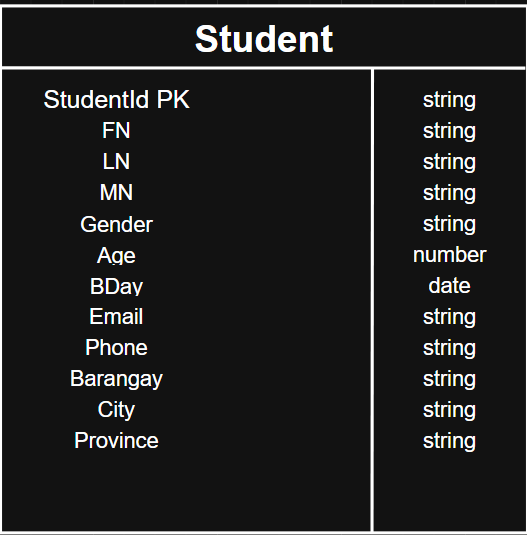 Student
StudentId PK string
FN string
LN string
MN string
Gender string
Age number
BDay date
Email string
Phone string
Barangay string
City string
Province string